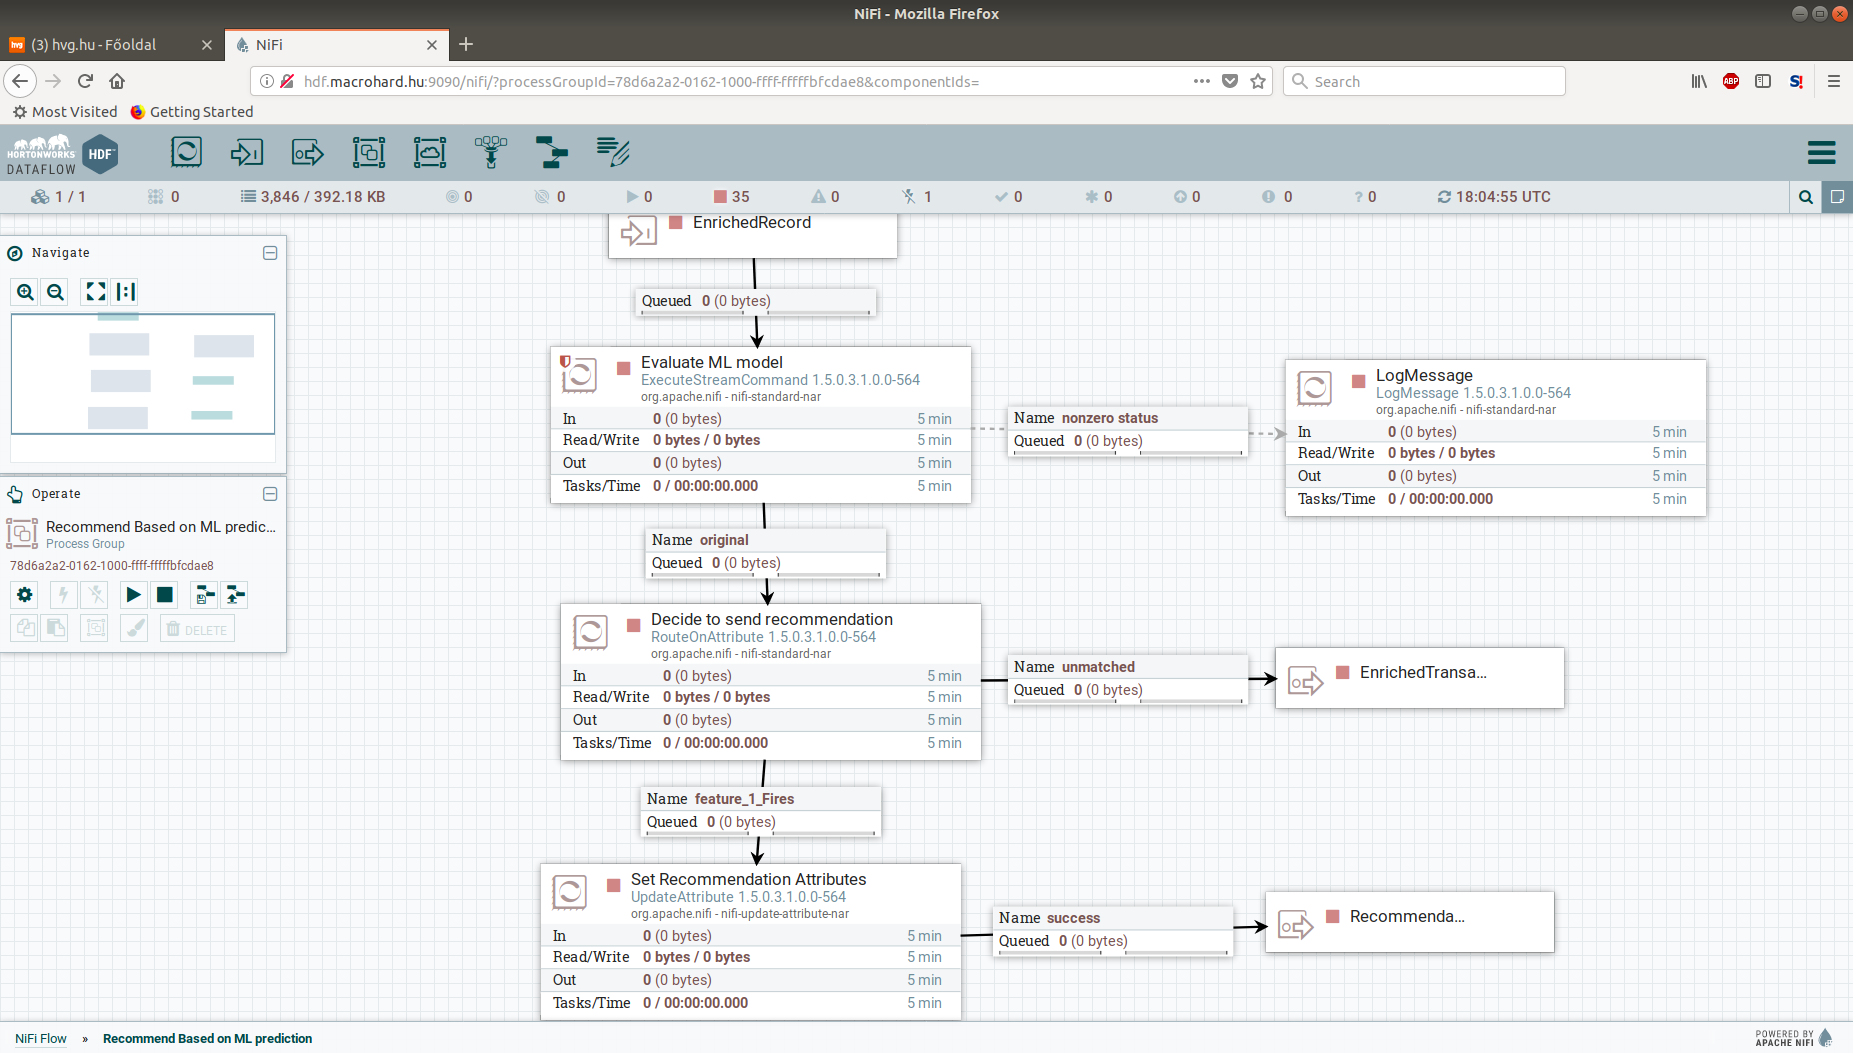 NiFi - Mozilla Firefox
hvg (3) hvg.hu - Főoldal
NiFi
hdf.macrohard.hu:9090/nifi/?processGroupId=78d6a2a2-0162-1000-ffff-fffffbfcdae8&componentIds=
Search
ABP
S!
Most Visited
Getting Started
HORTONWORKS
DATAFLOW
HDF
1 / 1
0
3,846 / 392.18 KB
0
0
0
35
0
1
0
0
0
0
? 0
18:04:55 UTC
Navigate
Operate
Recommend Based on ML predic...
Process Group
78d6a2a2-0162-1000-ffff-fffffbfcdae8
DELETE
EnrichedRecord
Queued 0 (0 bytes)
Evaluate ML model
ExecuteStreamCommand 1.5.0.3.1.0.0-564
org.apache.nifi - nifi-standard-nar
In 0 (0 bytes) 5 min
Read/Write 0 bytes / 0 bytes 5 min
Out 0 (0 bytes) 5 min
Tasks/Time 0 / 00:00:00.000 5 min
Name nonzero status
Queued 0 (0 bytes)
LogMessage
LogMessage 1.5.0.3.1.0.0-564
org.apache.nifi - nifi-standard-nar
In 0 (0 bytes) 5 min
Read/Write 0 bytes / 0 bytes 5 min
Out 0 (0 bytes) 5 min
Tasks/Time 0 / 00:00:00.000 5 min
Name original
Queued 0 (0 bytes)
Decide to send recommendation
RouteOnAttribute 1.5.0.3.1.0.0-564
org.apache.nifi - nifi-standard-nar
In 0 (0 bytes) 5 min
Read/Write 0 bytes / 0 bytes 5 min
Out 0 (0 bytes) 5 min
Tasks/Time 0 / 00:00:00.000 5 min
Name unmatched
Queued 0 (0 bytes)
EnrichedTransa...
Name feature_1_Fires
Queued 0 (0 bytes)
Set Recommendation Attributes
UpdateAttribute 1.5.0.3.1.0.0-564
org.apache.nifi - nifi-update-attribute-nar
In 0 (0 bytes) 5 min
Read/Write 0 bytes / 0 bytes 5 min
Out 0 (0 bytes) 5 min
Tasks/Time 0 / 00:00:00.000 5 min
Name success
Queued 0 (0 bytes)
Recommenda...
NiFi Flow » Recommend Based on ML prediction
POWERED BY
APACHE NIFI